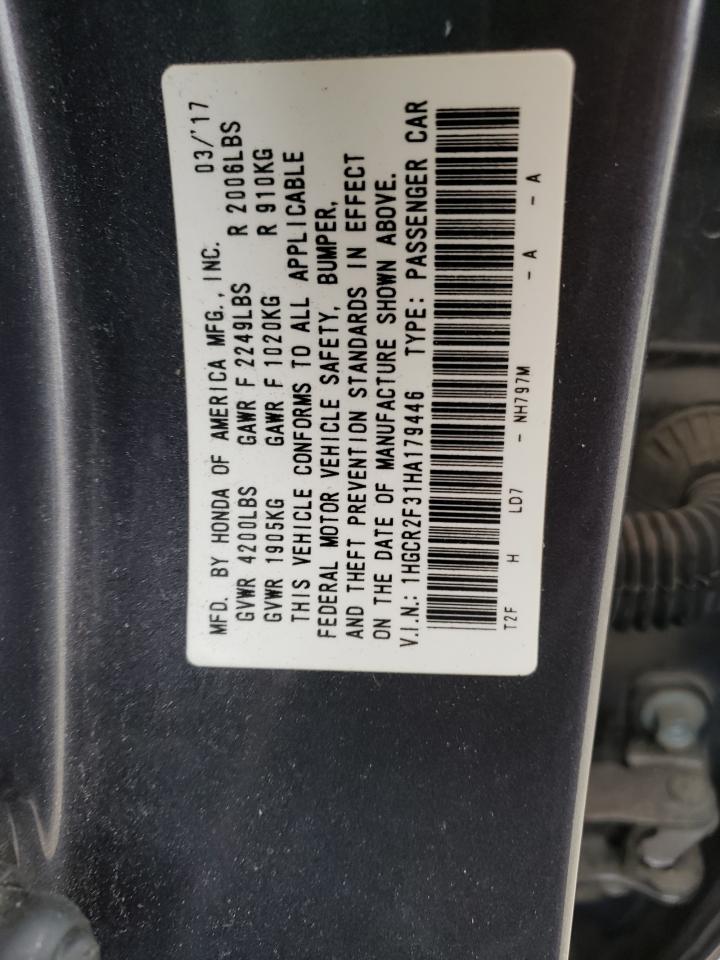 MFD. BY HONDA OF AMERICA MFG., INC. 03/'17
GVWR 4200LBS GAWR F 2249LBS R 2006LBS
GVWR 1905KG GAWR F 1020KG R 910KG
THIS VEHICLE CONFORMS TO ALL APPLICABLE
FEDERAL MOTOR VEHICLE SAFETY, BUMPER,
AND THEFT PREVENTION STANDARDS IN EFFECT
ON THE DATE OF MANUFACTURE SHOWN ABOVE.
V.I.N.: 1HGCR2F31HA179446 TYPE: PASSENGER CAR
T2F H LD7 - NH797M - A - A